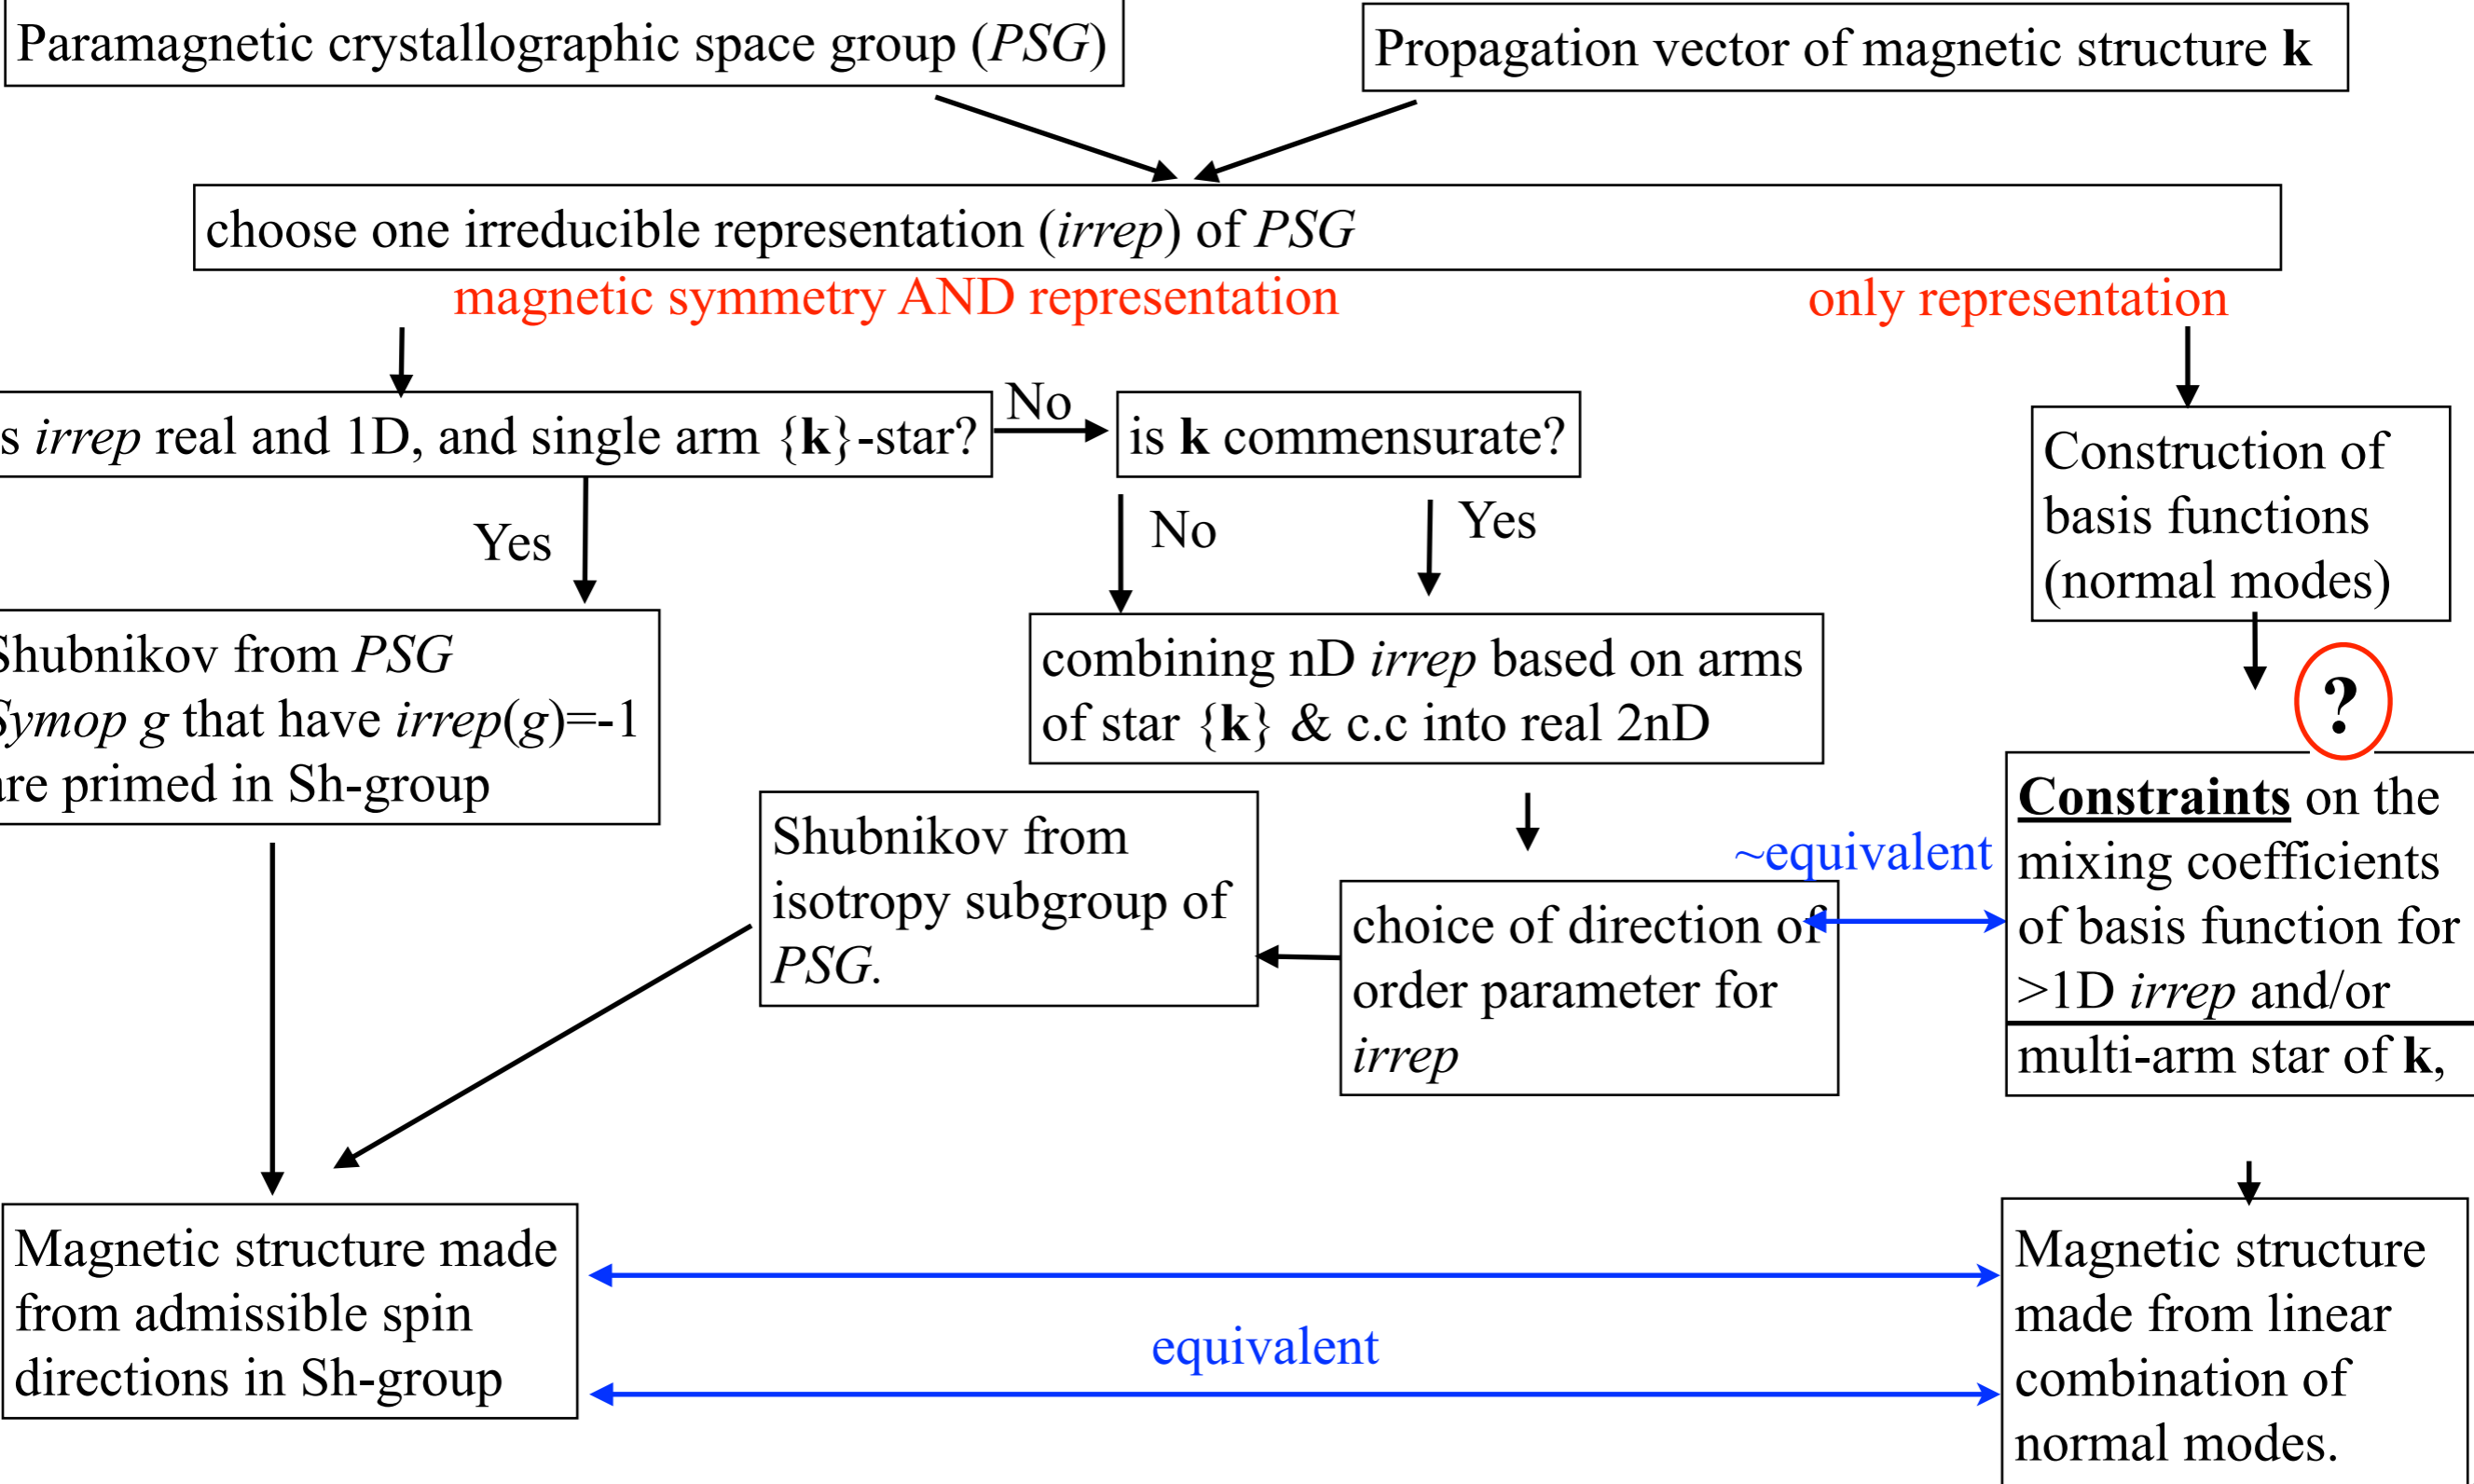 Paramagnetic crystallographic space group (PSG)
Propagation vector of magnetic structure k
choose one irreducible representation (irrep) of PSG
magnetic symmetry AND representation
only representation
s irrep real and 1D, and single arm {k}-star?
No
is k commensurate?
Construction of
basis functions
(normal modes)
Yes
No
Yes
Shubnikov from PSG
Symop g that have irrep(g)=-1
are primed in Sh-group
combining nD irrep based on arms
of star {k} & c.c into real 2nD
?
Shubnikov from
isotropy subgroup of
PSG.
choice of direction of
order parameter for
irrep
~equivalent
Constraints on the
mixing coefficients
of basis function for
>1D irrep and/or
multi-arm star of k,
Magnetic structure made
from admissible spin
directions in Sh-group
equivalent
Magnetic structure
made from linear
combination of
normal modes.